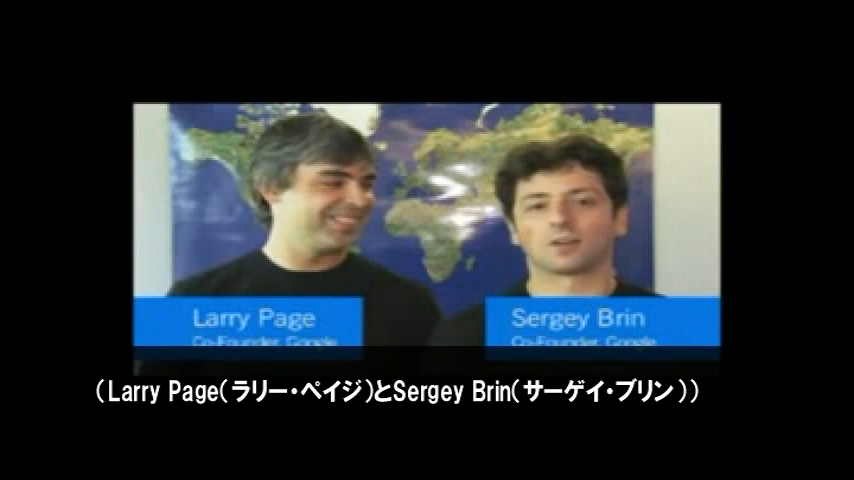 Larry Page
Co-Founder, Google
Sergey Brin
Co-Founder, Google
（Larry Page（ラリー・ペイジ）とSergey Brin（サーゲイ・ブリン））